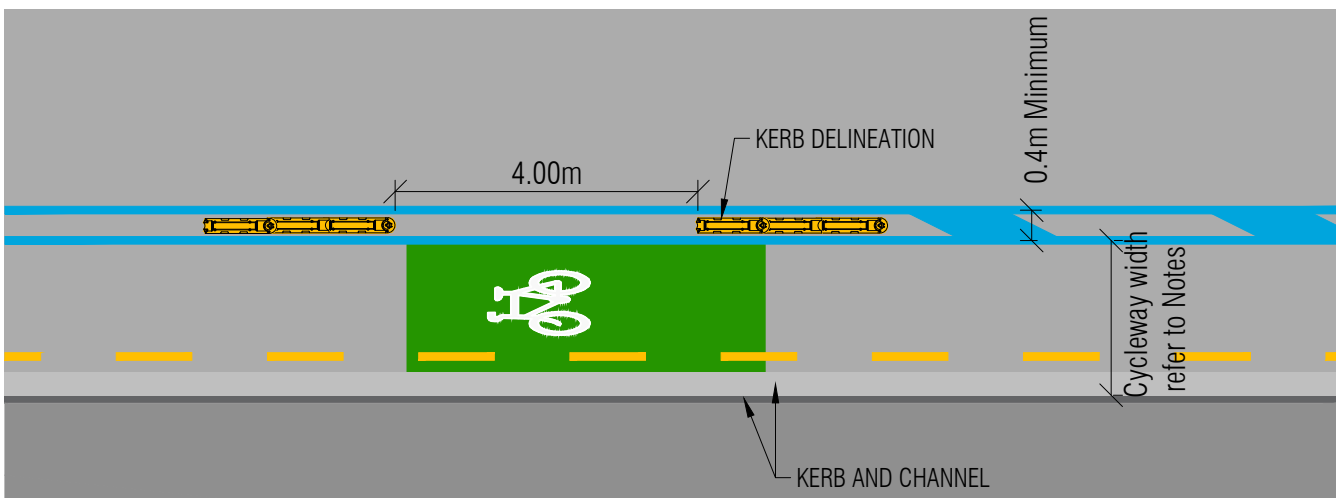 KERB DELINEATION
4.00m
0.4m Minimum
Cycleway width
refer to Notes
KERB AND CHANNEL